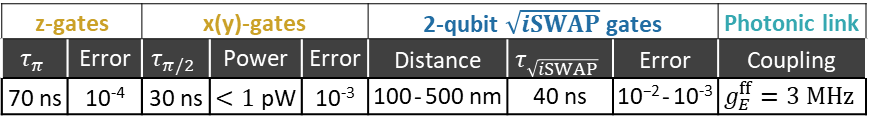 z-gates x(y)-gates 2-qubit √iSWAP gates Photonic link
τπ Error τπ/2 Power Error Distance τ√iSWAP Error Coupling
70 ns 10⁻⁴ 30 ns < 1 pW 10⁻³ 100 - 500 nm 40 ns 10⁻² - 10⁻³ g_E^ff = 3 MHz